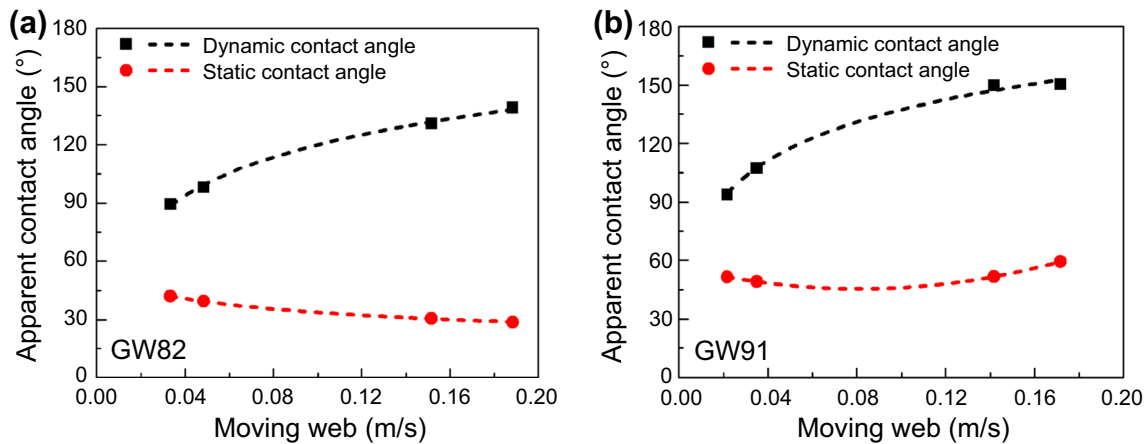 (a)
Apparent contact angle (°)
180
150
120
90
60
30
0
Dynamic contact angle
Static contact angle
GW82
0.00 0.04 0.08 0.12 0.16 0.20
Moving web (m/s)
(b)
Apparent contact angle (°)
180
150
120
90
60
30
0
Dynamic contact angle
Static contact angle
GW91
0.00 0.04 0.08 0.12 0.16 0.20
Moving web (m/s)